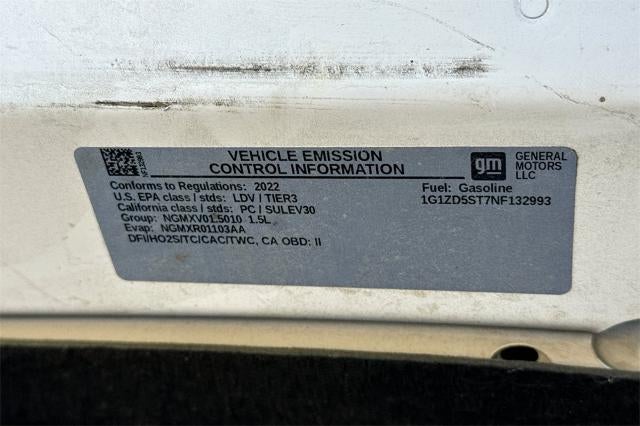 VEHICLE EMISSION
CONTROL INFORMATION
gm
GENERAL
MOTORS
LLC
Conforms to Regulations: 2022
U.S. EPA class / stds: LDV / TIER3
California class / stds: PC / SULEV30
Group: NGMXV01.5010 1.5L
Evap: NGMXR01103AA
DFI/HO2S/TC/CAC/TWC, CA OBD: II
Fuel: Gasoline
1G1ZD5ST7NF132993
NF132993